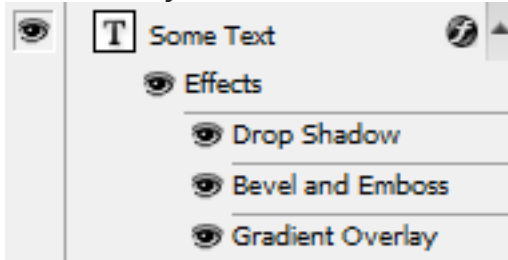 T Some Text
Effects
Drop Shadow
Bevel and Emboss
Gradient Overlay